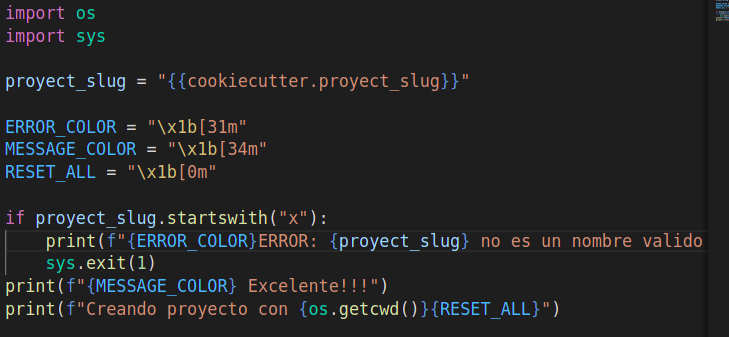 import os
import sys
proyect_slug = "{{cookiecutter.proyect_slug}}"
ERROR_COLOR = "\x1b[31m"
MESSAGE_COLOR = "\x1b[34m"
RESET_ALL = "\x1b[0m"
if proyect_slug.startswith("x"):
    print(f"{ERROR_COLOR}ERROR: {proyect_slug} no es un nombre valido
    sys.exit(1)
print(f"{MESSAGE_COLOR} Excelente!!!")
print(f"Creando proyecto con {os.getcwd()}{RESET_ALL}")